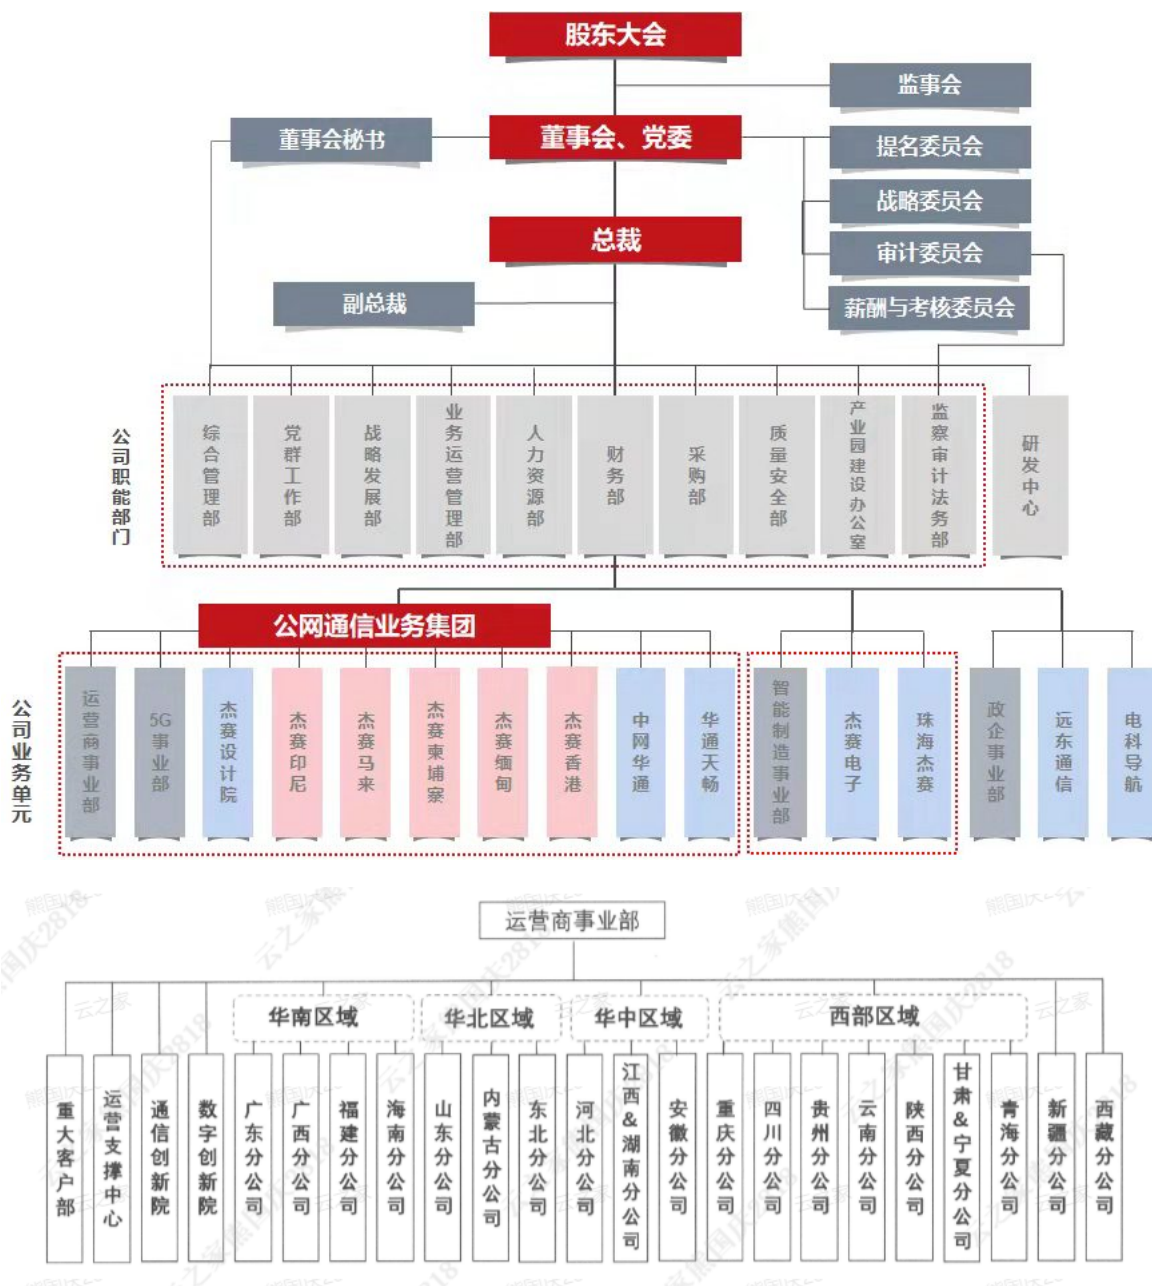 股东大会
监事会
董事会秘书
董事会、党委
提名委员会
战略委员会
总裁
审计委员会
副总裁
薪酬与考核委员会
公司职能部门
综合管理部
党群工作部
战略发展部
业务运营管理部
人力资源部
财务部
采购部
质量安全部
产业园建设办公室
监察审计法务部
研发中心
公网通信业务集团
公司业务单元
运营商事业部
5G事业部
杰赛设计院
杰赛印尼
杰赛马来
杰赛柬埔寨
杰赛缅甸
杰赛香港
中网华通
华通天畅
智能制造事业部
杰赛电子
珠海杰赛
政企事业部
远东通信
电科导航
运营商事业部
华南区域
华北区域
华中区域
西部区域
重大客户部
运营支撑中心
通信创新院
数字创新院
广东分公司
广西分公司
福建分公司
海南分公司
山东分公司
内蒙古分公司
东北分公司
河北分公司
江西&湖南分公司
安徽分公司
重庆分公司
四川分公司
贵州分公司
云南分公司
陕西分公司
甘肃&宁夏分公司
青海分公司
新疆分公司
西藏分公司
云之家熊国庆2818